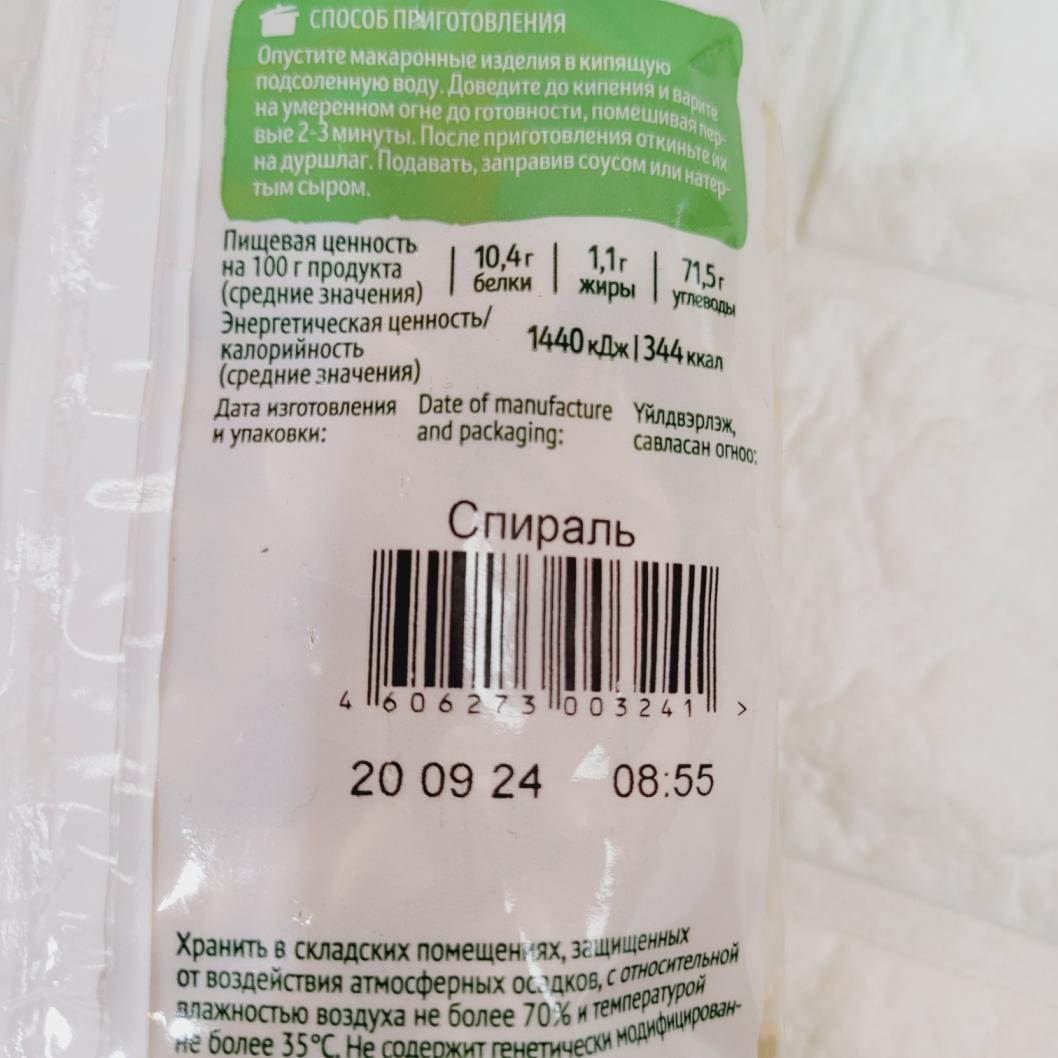 СПОСОБ ПРИГОТОВЛЕНИЯ
Опустите макаронные изделия в кипящую
подсоленную воду. Доведите до кипения и варите
на умеренном огне до готовности, помешивая пер-
вые 2-3 минуты. После приготовления откиньте их
на дуршлаг. Подавать, заправив соусом или натер-
тым сыром.
Пищевая ценность
на 100 г продукта
(средние значения)
10,4 г
белки
1,1 г
жиры
71,5 г
углеводы
Энергетическая ценность/
калорийность
(средние значения)
1440 кДж | 344 ккал
Дата изготовления
и упаковки:
Date of manufacture
and packaging:
Үйлдвэрлэж,
савласан огноо:
Спираль
4 606273 003241 >
20 09 24 08:55
Хранить в складских помещениях, защищенных
от воздействия атмосферных осадков, с относительной
влажностью воздуха не более 70% и температурой
не более 35°C. Не содержит генетически модифицирован-